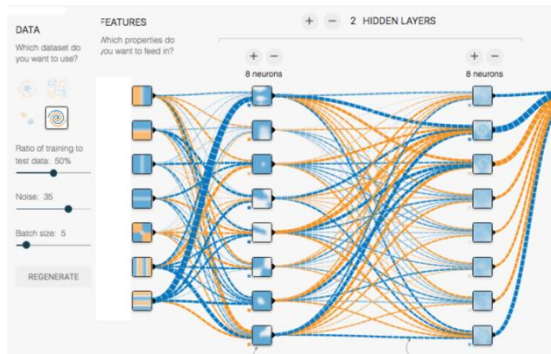 DATA
Which dataset do
you want to use?
Ratio of training to
test data: 50%
Noise: 35
Batch size: 5
REGENERATE
FEATURES
Which properties do
you want to feed in?
+ − 2 HIDDEN LAYERS
+ −
8 neurons
+ −
8 neurons